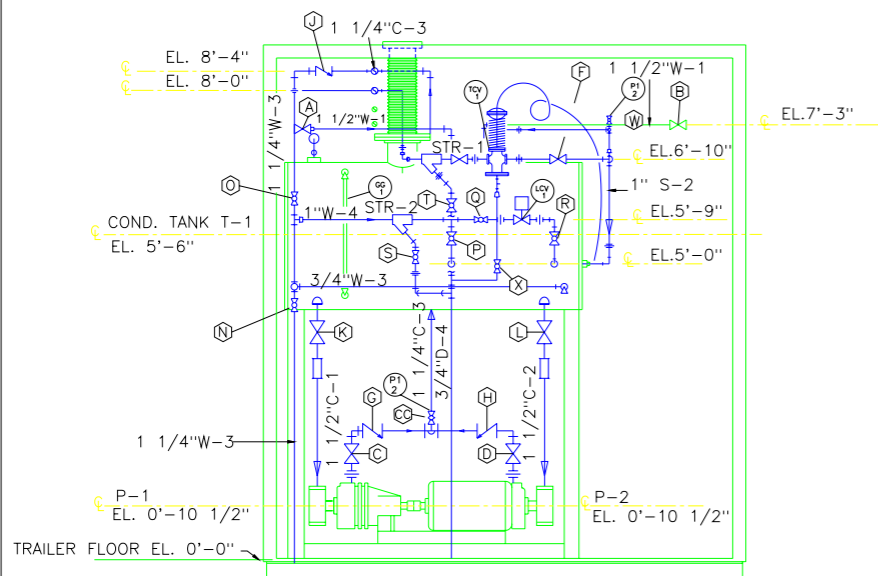 J
1 1/4"C-3
EL. 8'-4"
EL. 8'-0"
1 1/2"W-1
F
TCV
1
P1
2
B
W
EL.7'-3"
A
1 1/2"W-1
1 1/4"W-3
STR-1
EL.6'-10"
GG
1
1" S-2
O
T
Q
LCV
1
R
1"W-4
STR-2
EL.5'-9"
COND. TANK T-1
EL. 5'-6"
S
P
EL.5'-0"
X
3/4"W-3
N
K
L
1 1/4"C-3
3/4"D-4
1 1/2"C-1
1 1/2"C-2
P1
2
G
CC
H
1 1/4"W-3
C
D
P-1
EL. 0'-10 1/2"
P-2
EL. 0'-10 1/2"
TRAILER FLOOR EL. 0'-0"